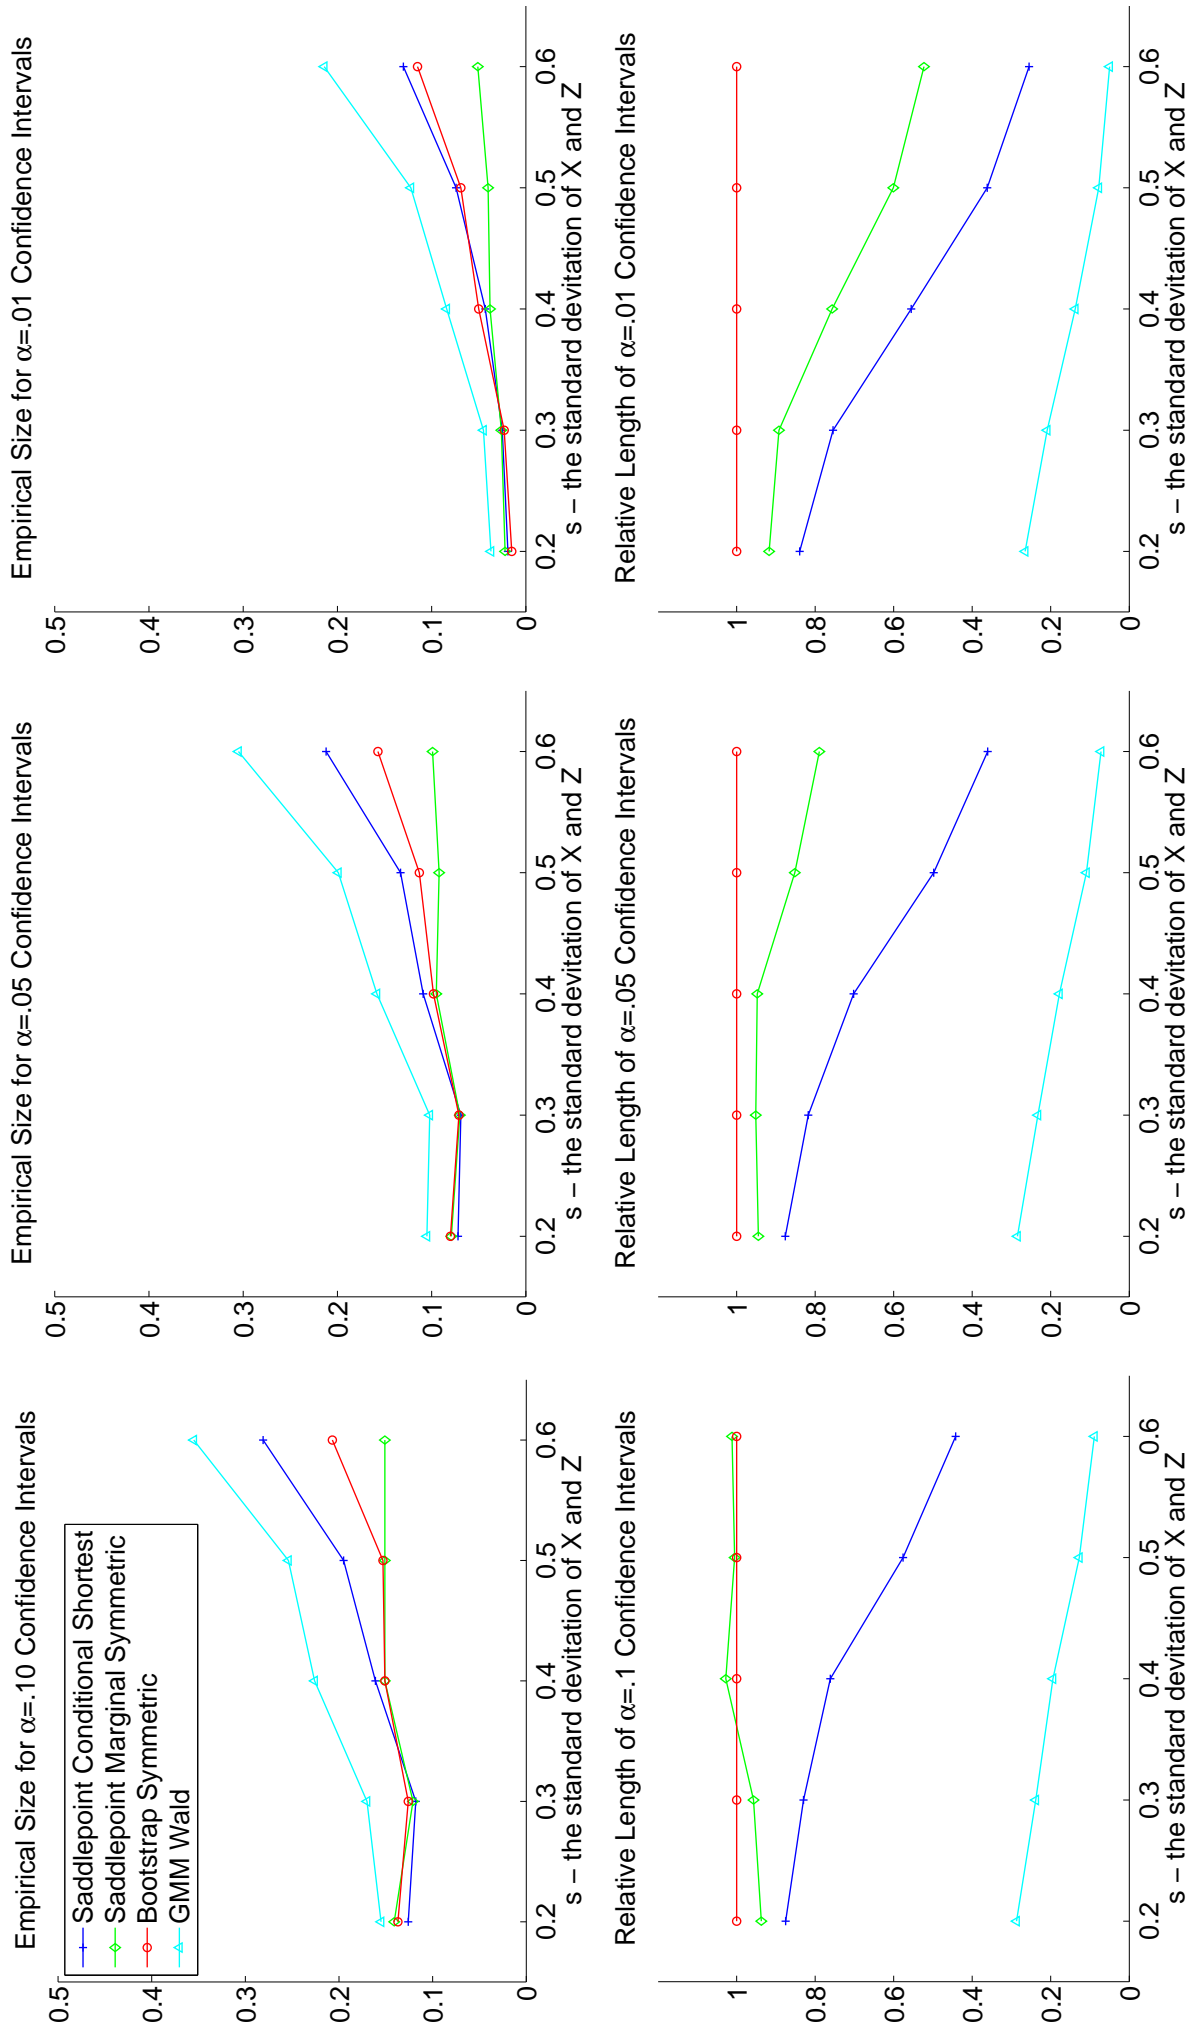 Empirical Size for α=.10 Confidence Intervals
0.5
0.4
0.3
0.2
0.1
0
0.2 0.3 0.4 0.5 0.6
s − the standard devitation of X and Z
Saddlepoint Conditional Shortest
Saddlepoint Marginal Symmetric
Bootstrap Symmetric
GMM Wald
Empirical Size for α=.05 Confidence Intervals
0.5
0.4
0.3
0.2
0.1
0
0.2 0.3 0.4 0.5 0.6
s − the standard devitation of X and Z
Empirical Size for α=.01 Confidence Intervals
0.5
0.4
0.3
0.2
0.1
0
0.2 0.3 0.4 0.5 0.6
s − the standard devitation of X and Z
Relative Length of α=.1 Confidence Intervals
1
0.8
0.6
0.4
0.2
0
0.2 0.3 0.4 0.5 0.6
s − the standard devitation of X and Z
Relative Length of α=.05 Confidence Intervals
1
0.8
0.6
0.4
0.2
0
0.2 0.3 0.4 0.5 0.6
s − the standard devitation of X and Z
Relative Length of α=.01 Confidence Intervals
1
0.8
0.6
0.4
0.2
0
0.2 0.3 0.4 0.5 0.6
s − the standard devitation of X and Z